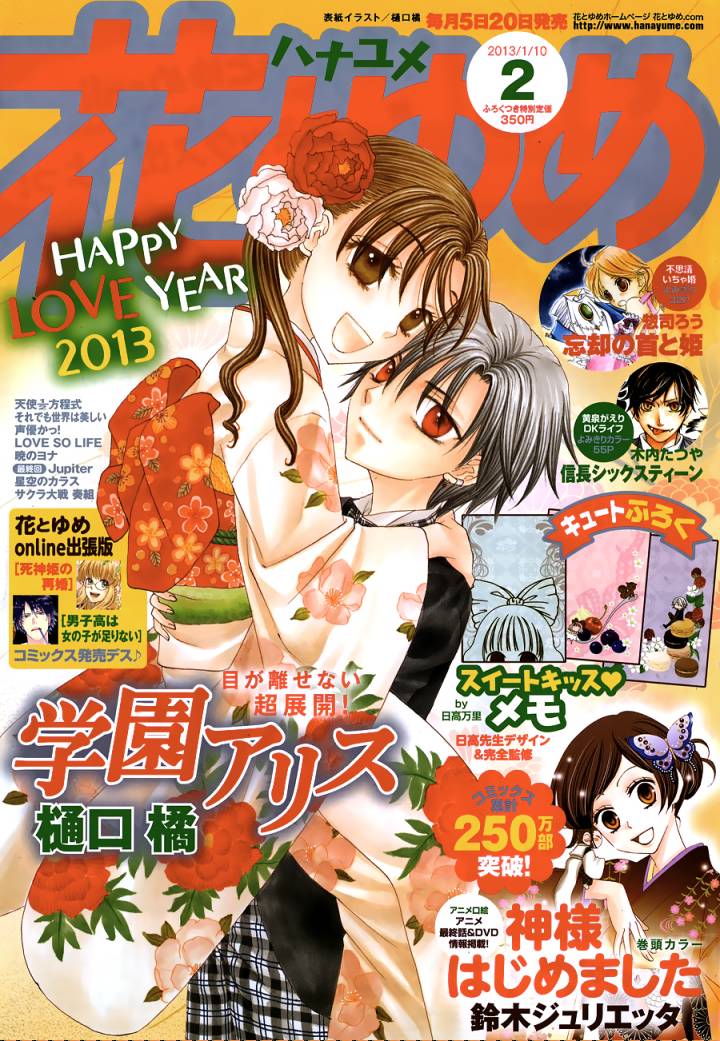 表紙イラスト/樋口橘
毎月5日20日発売
花とゆめホームページ 花とゆめ.com
http://www.hanayume.com/
ハナユメ
花とゆめ
2013/1/10
2
ふろくつき特別定価
350円
HAPPY
LOVE YEAR
2013
不思議
いちゃ婚
忘却の首と姫
天使1/2方程式
それでも世界は美しい
声優かっ!
LOVE SO LIFE
暁のヨナ
最終回 Jupiter
星空のカラス
サクラ大戦 奏組
黄泉がえり
DKライフ
よみきりカラー
55P
木内たつや
信長シックスティーン
キュートふろく
花とゆめ
online出張版
[死神姫の
再婚]
[男子高は
女の子が足りない]
コミックス発売デス♪
スイートキッス♥
メモ
by
日高万里
日高先生デザイン
&完全監修
目が離せない
超展開!
学園アリス
樋口 橘
コミックス
累計
250万部
突破!
アニメ口絵
アニメ
最終話&DVD
情報掲載!
神様
はじめました
巻頭カラー
鈴木ジュリエッタ